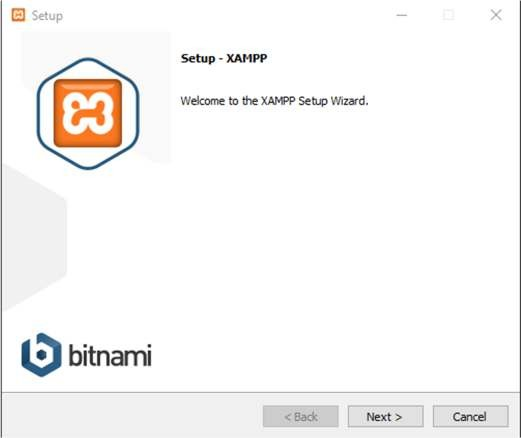 Setup
Setup - XAMPP
Welcome to the XAMPP Setup Wizard.
bitnami
< Back
Next >
Cancel